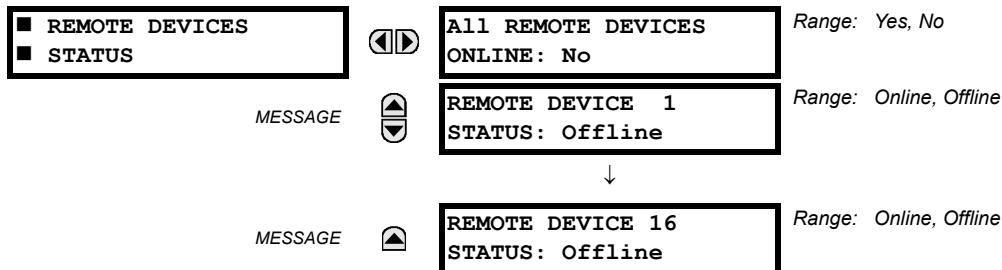 ■ REMOTE DEVICES
■ STATUS
All REMOTE DEVICES
ONLINE: No
Range: Yes, No
MESSAGE
REMOTE DEVICE 1
STATUS: Offline
Range: Online, Offline
↓
MESSAGE
REMOTE DEVICE 16
STATUS: Offline
Range: Online, Offline